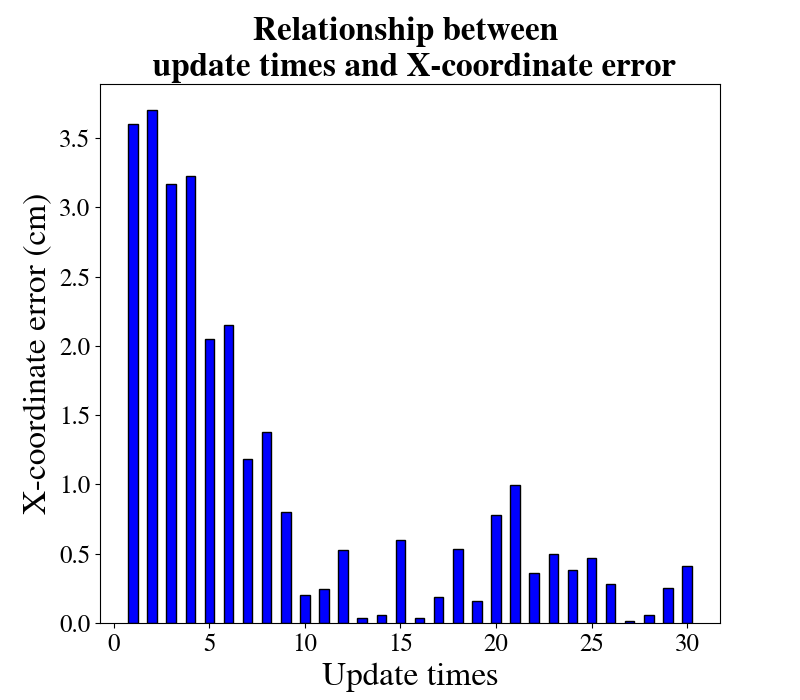 Relationship between
update times and X-coordinate error
X-coordinate error (cm)
3.5
3.0
2.5
2.0
1.5
1.0
0.5
0.0
0 5 10 15 20 25 30
Update times